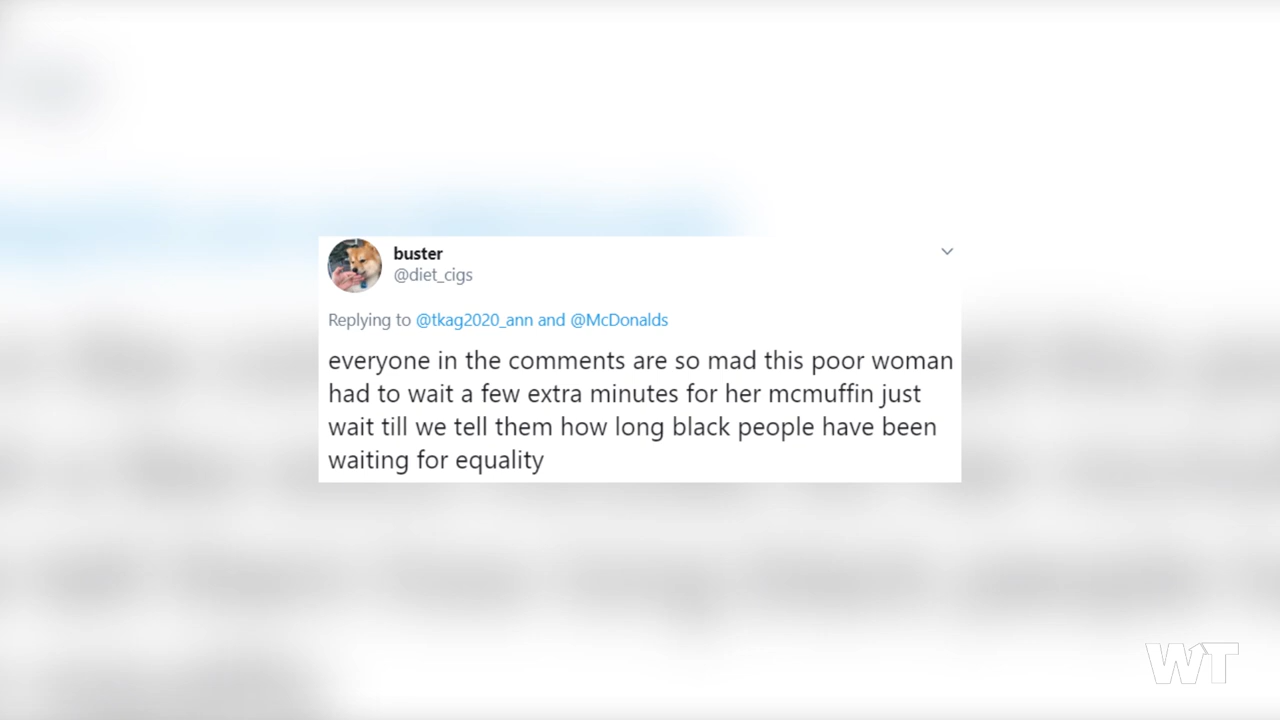 buster
@diet_cigs
Replying to @tkag2020_ann and @McDonalds
everyone in the comments are so mad this poor woman
had to wait a few extra minutes for her mcmuffin just
wait till we tell them how long black people have been
waiting for equality
WT